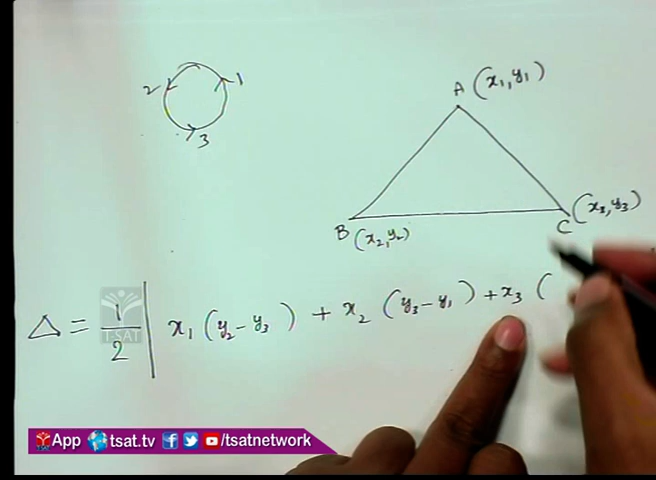 2 1
3
A (x₁,y₁)
B (x₂,y₂)
C (x₃,y₃)
△ = 1/2 | x₁ (y₂ - y₃) + x₂ (y₃ - y₁) + x₃ (
TSAT
App tsat.tv /tsatnetwork